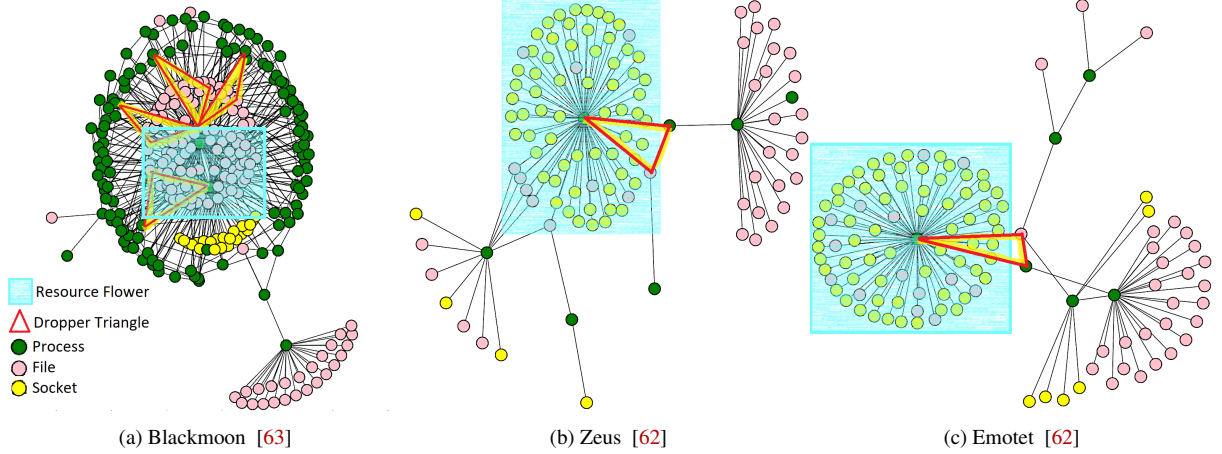 Resource Flower
Dropper Triangle
Process
File
Socket
(a) Blackmoon [63]
(b) Zeus [62]
(c) Emotet [62]